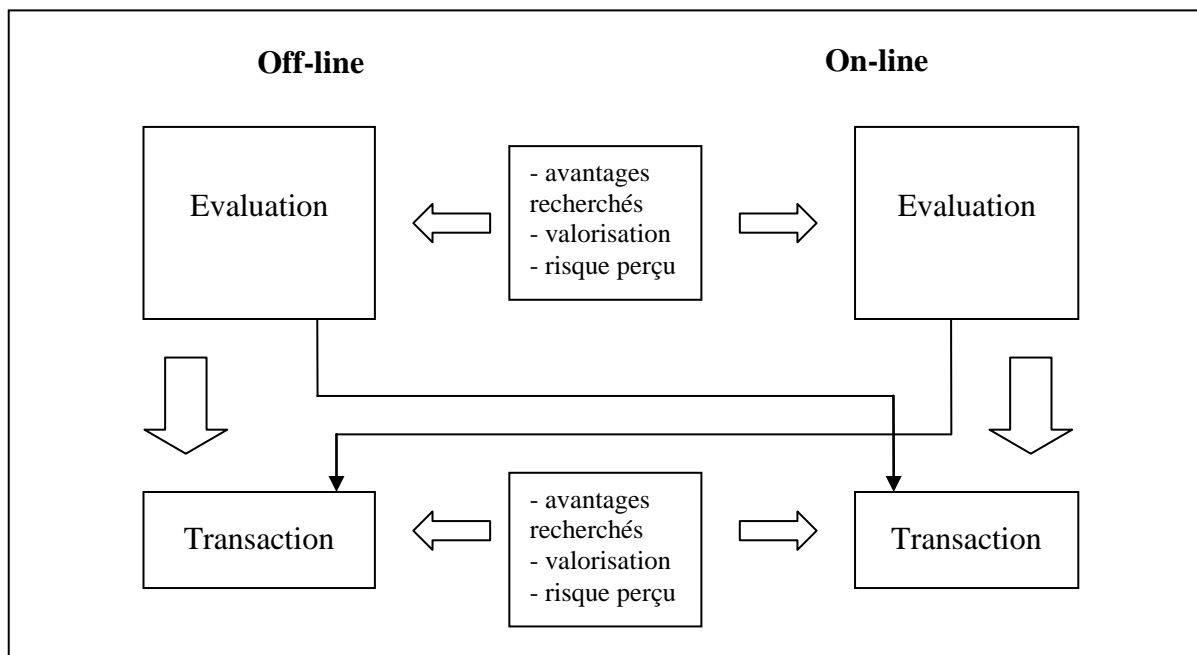 Off-line
On-line
Evaluation
- avantages
recherchés
- valorisation
- risque perçu
Evaluation
Transaction
- avantages
recherchés
- valorisation
- risque perçu
Transaction